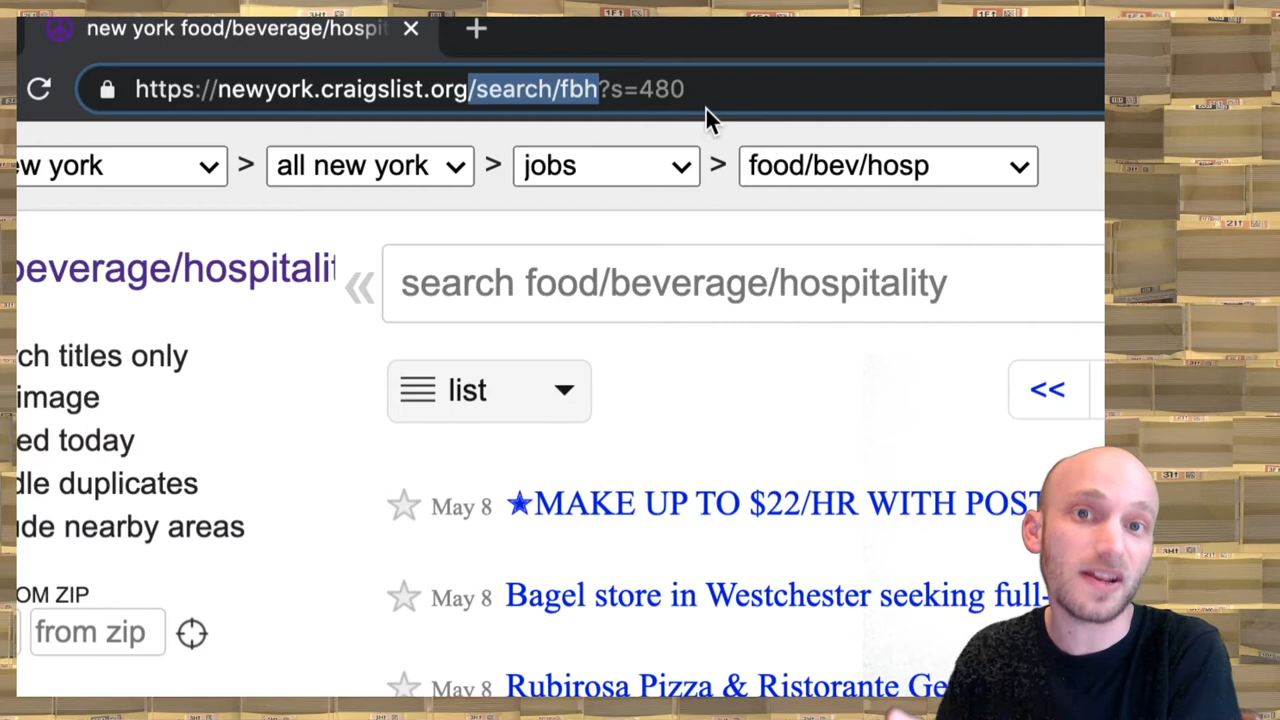 new york food/beverage/hospit
https://newyork.craigslist.org/search/fbh?s=480
ew york > all new york > jobs > food/bev/hosp
beverage/hospitalit
«
search food/beverage/hospitality
rch titles only
image
ed today
dle duplicates
ude nearby areas
OM ZIP
from zip
list
<<
May 8 ★MAKE UP TO $22/HR WITH POST
May 8 Bagel store in Westchester seeking full-
May 8 Rubirosa Pizza & Ristorante Ge